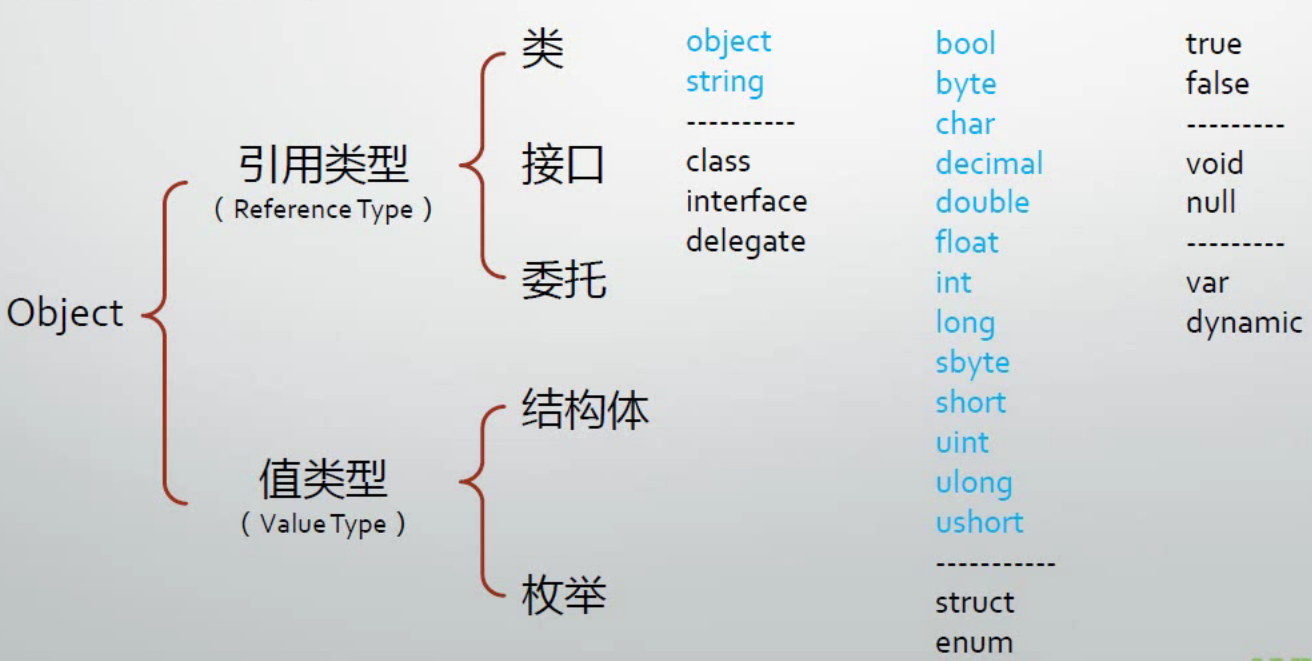 Object
引用类型
( Reference Type )
值类型
( Value Type )
类
接口
委托
结构体
枚举
object
string
----------
class
interface
delegate
bool
byte
char
decimal
double
float
int
long
sbyte
short
uint
ulong
ushort
-----------
struct
enum
true
false
---------
void
null
---------
var
dynamic